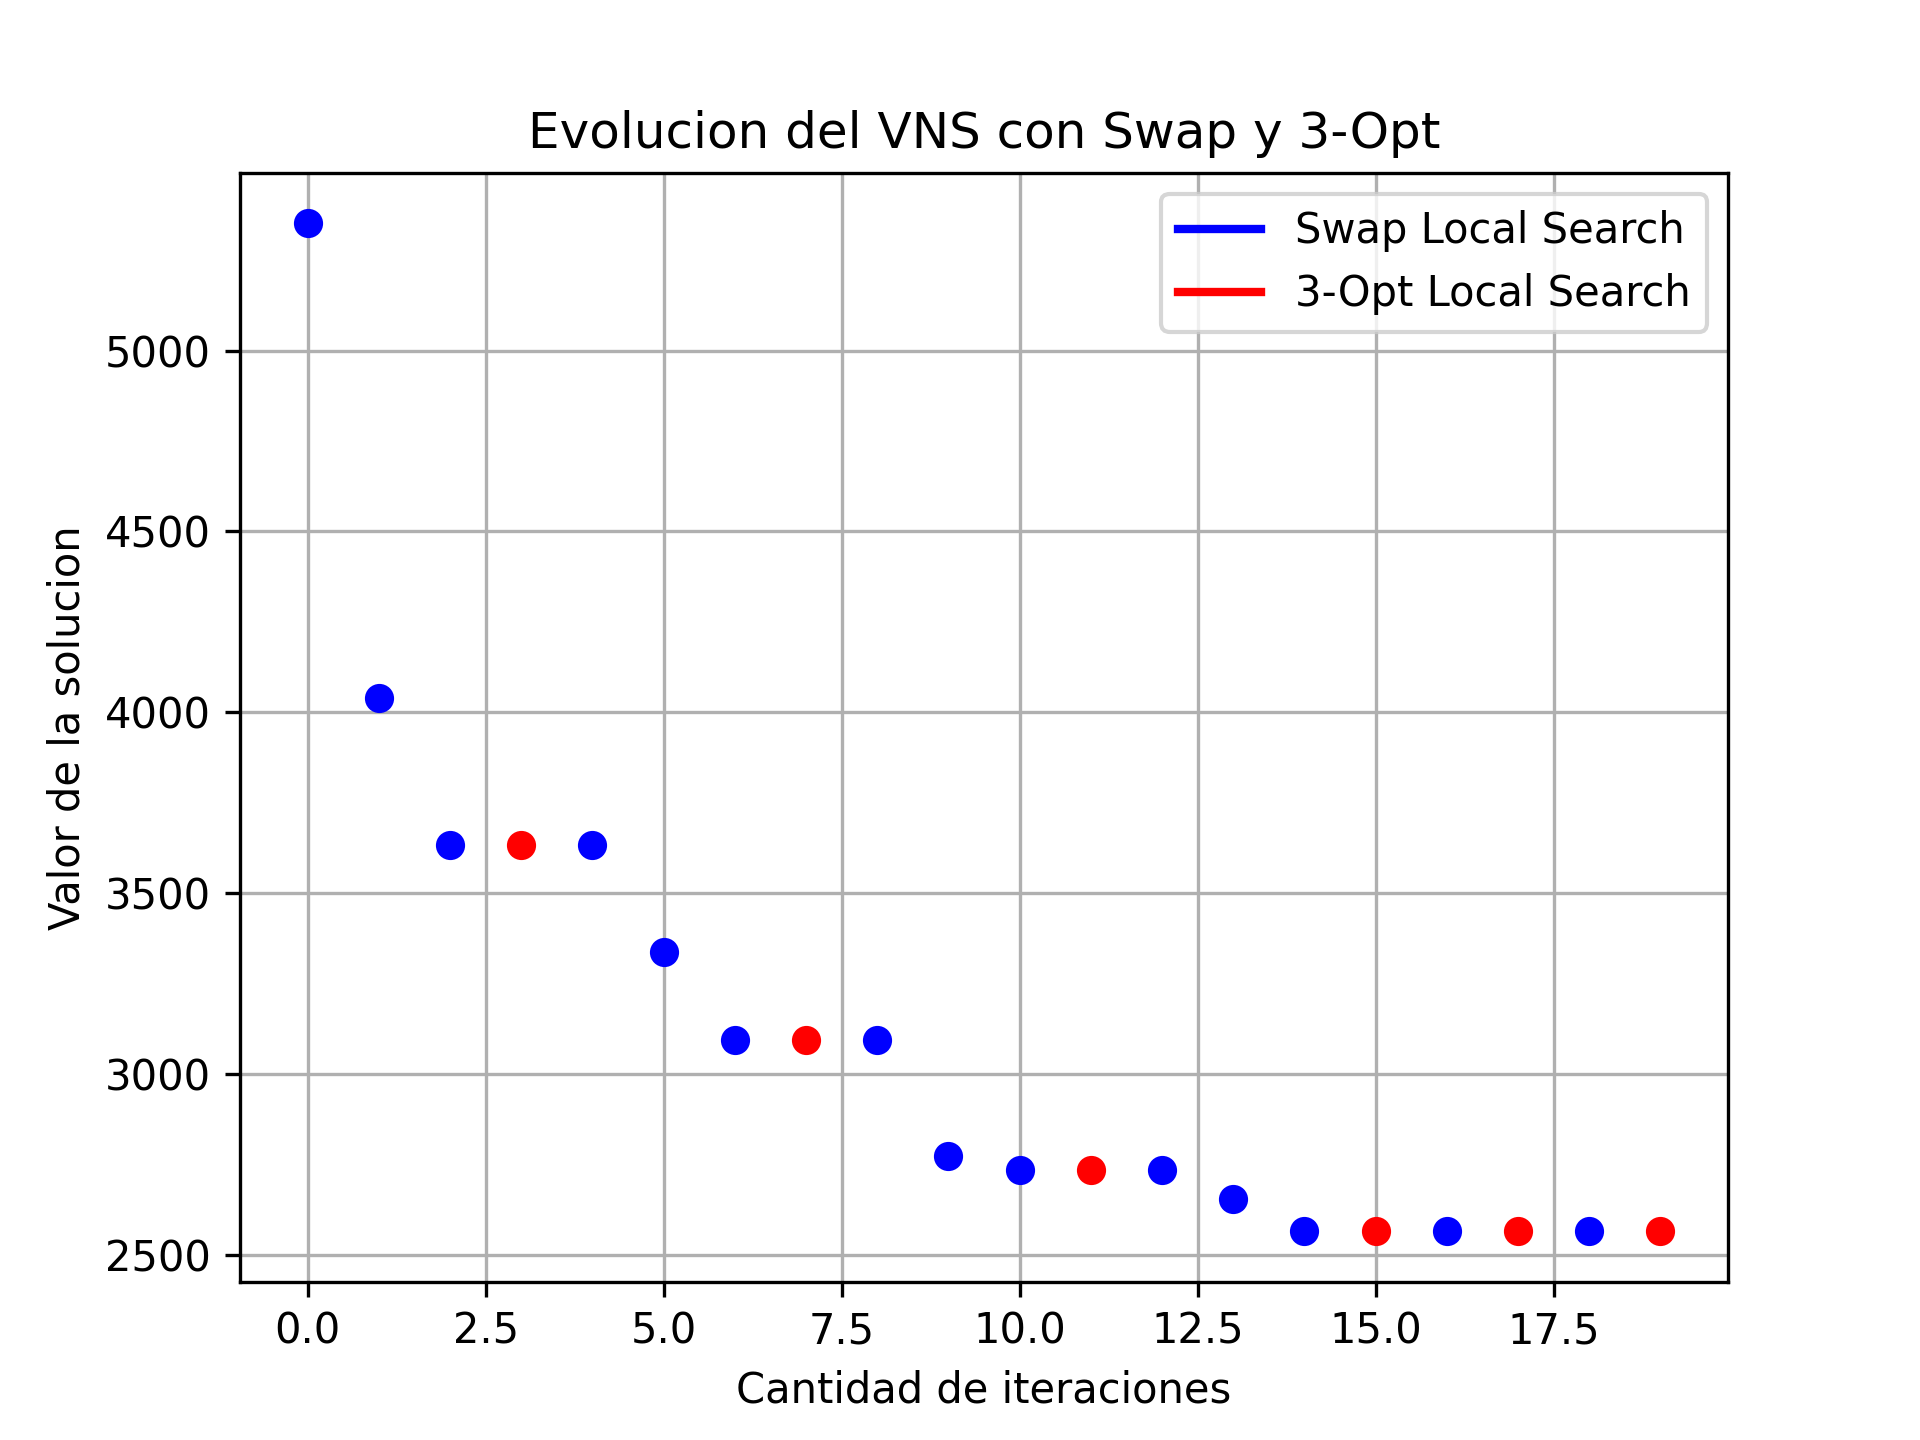 Evolucion del VNS con Swap y 3-Opt
Swap Local Search
3-Opt Local Search
Valor de la solucion
5000
4500
4000
3500
3000
2500
0.0 2.5 5.0 7.5 10.0 12.5 15.0 17.5
Cantidad de iteraciones